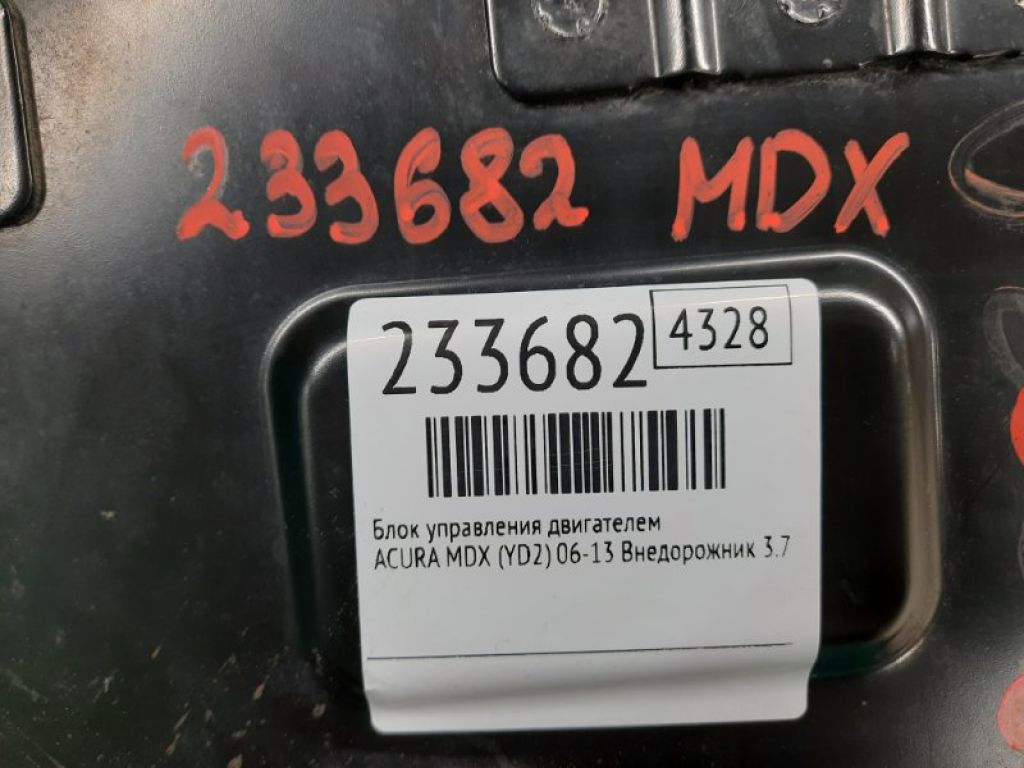 233682 MDX
233682 4328
Блок управления двигателем
ACURA MDX (YD2) 06-13 Внедорожник 3.7